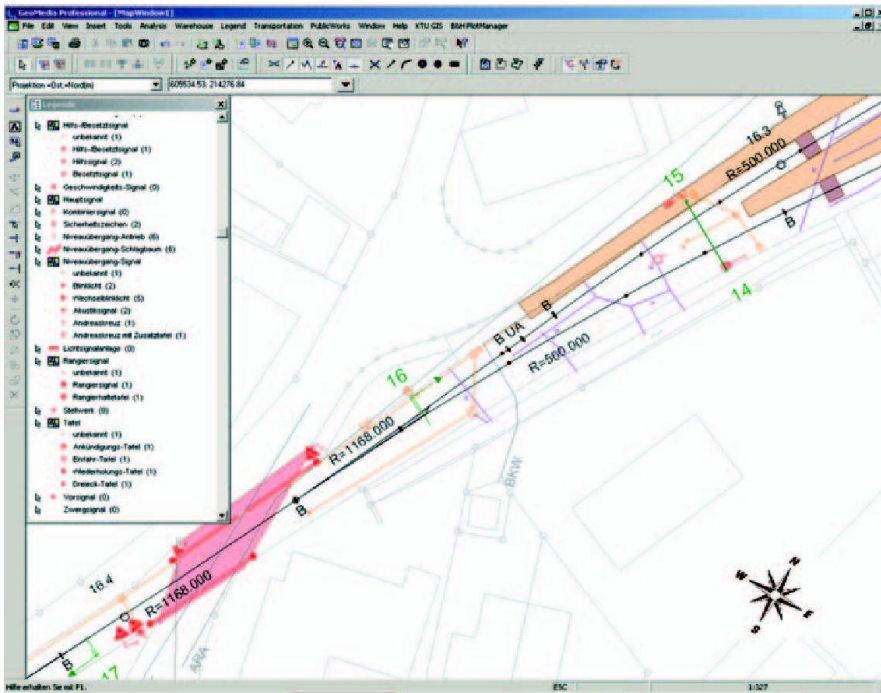 GeoMedia Professional - [MapWindow1]
File Edit View Insert Tools Analysis Warehouse Legend Transportation PublicWorks Window Help KTU GIS B&H PilotManager
Projektion -Ost,-Nord(m)
605534.53; 214276.84
Legende
Hilfs-/Besetztsignal
unbekannt (1)
Hilfs-/Besetztsignal (1)
Hilfssignal (2)
Besetztsignal (1)
Geschwindigkeits-Signal (0)
Hauptsignal
Kombiniersignal (0)
Sicherheitszeichen (2)
Niveauübergang-Antrieb (6)
Niveauübergang-Schlagbaum (6)
Niveauübergang-Signal
unbekannt (1)
Blinklicht (2)
Wechselblinklicht (5)
Akustiksignal (2)
Andreaskreuz (1)
Andreaskreuz mit Zusatztafel (1)
Lichtsignalanlage (0)
Rangiersignal
unbekannt (1)
Rangiersignal (1)
Rangierhaltetafel (1)
Stellwerk (0)
Tafel
unbekannt (1)
Ankündigungs-Tafel (1)
Einfahr-Tafel (1)
Wiederholungs-Tafel (1)
Dreieck-Tafel (1)
Vorsignal (0)
Zwergsignal (0)
16.3
R=500.000
15
B
14
B
B UA
R=500.000
16
R=1168.000
BKW
B
16.4
R=1168.000
ARA
B
17
N
W
E
S
Hilfe erhalten Sie mit F1.
ESC
1:327